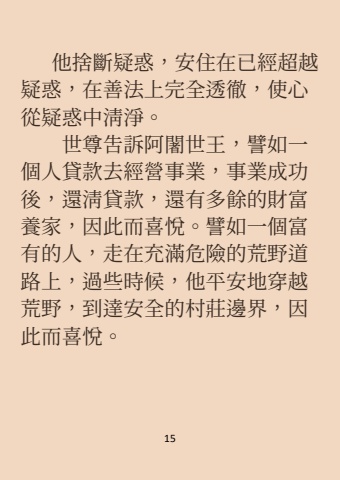 他捨斷疑惑，安住在已經超越
疑惑，在善法上完全透徹，使心
從疑惑中清淨。
世尊告訴阿闍世王，譬如一
個人貸款去經營事業，事業成功
後，還清貸款，還有多餘的財富
養家，因此而喜悅。譬如一個富
有的人，走在充滿危險的荒野道
路上，過些時候，他平安地穿越
荒野，到達安全的村莊邊界，因
此而喜悅。
15